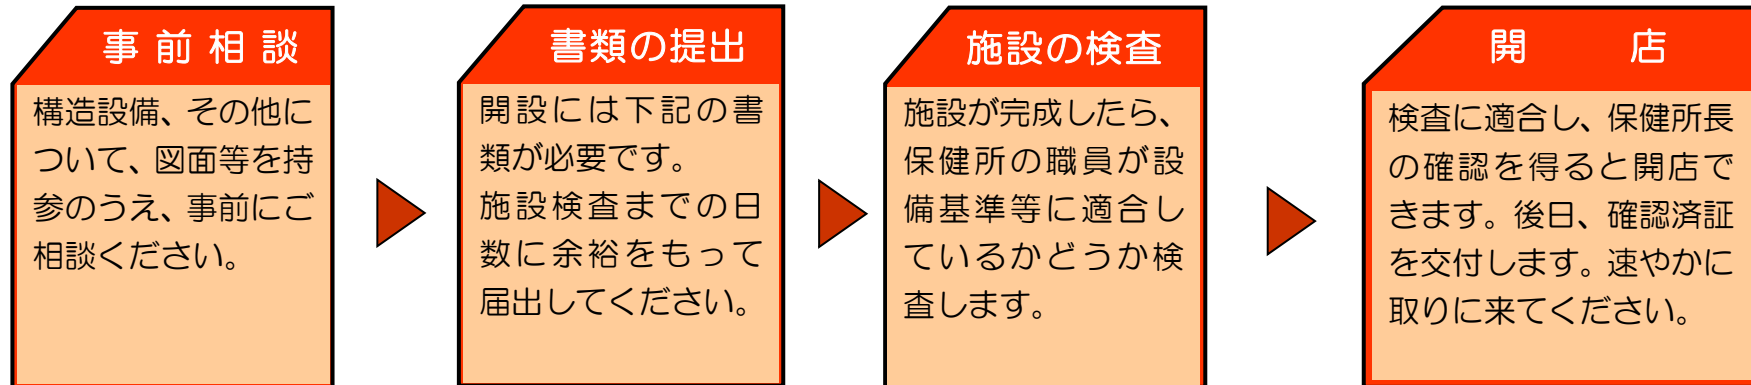 事前相談
構造設備、その他に
ついて、図面等を持
参のうえ、事前にご
相談ください。
書類の提出
開設には下記の書
類が必要です。
施設検査までの日
数に余裕をもって
届出してください。
施設の検査
施設が完成したら、
保健所の職員が設
備基準等に適合し
ているかどうか検
査します。
開店
検査に適合し、保健所長
の確認を得ると開店で
きます。後日、確認済証
を交付します。速やかに
取りに来てください。